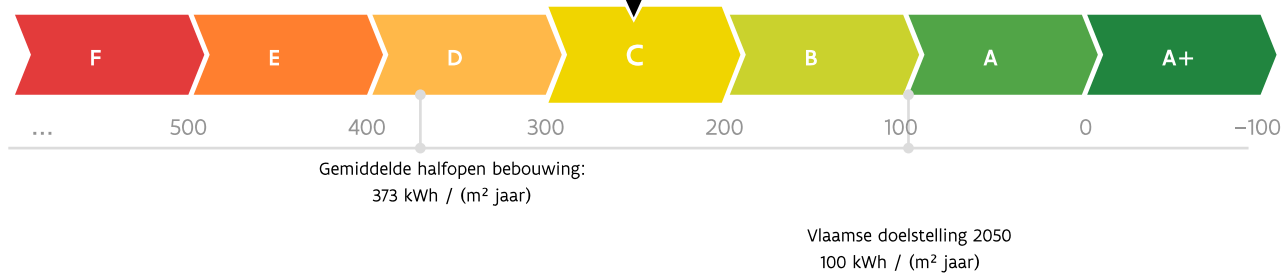 F E D C B A A+
... 500 400 300 200 100 0 −100
Gemiddelde halfopen bebouwing:
373 kWh / (m² jaar)
Vlaamse doelstelling 2050
100 kWh / (m² jaar)